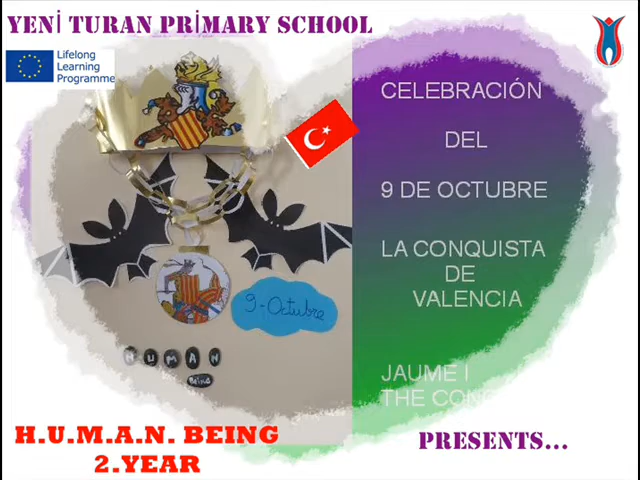 YENİ TURAN PRİMARY SCHOOL
Lifelong
Learning
Programme
CELEBRACIÓN
DEL
9 DE OCTUBRE
LA CONQUISTA
DE
VALENCIA
9-Octubre
HUMAN
Being
JAUME I
THE
H.U.M.A.N. BEING
2.YEAR
PRESENTS...